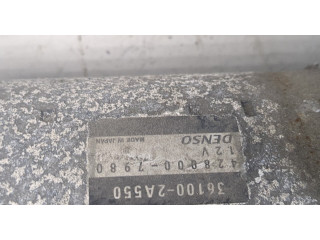 36100-2A550
428000-7980
12V
DENSO
MADE IN JAPAN